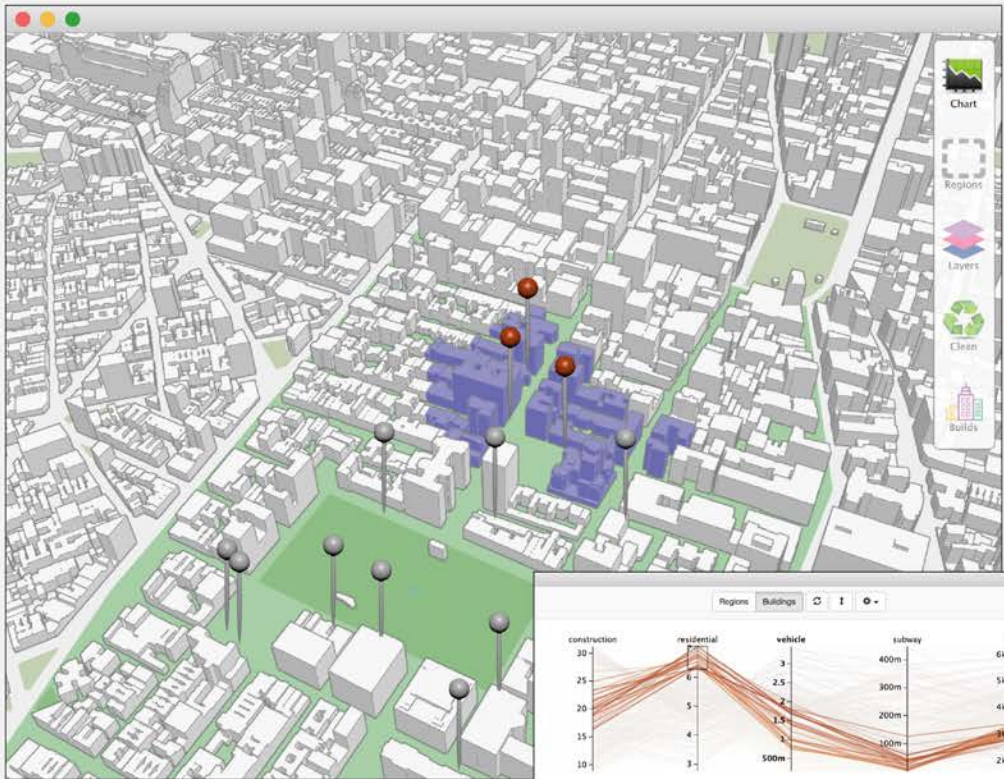 Chart
Regions
Layers
Clean
Builds
Regions Buildings
construction residential vehicle subway
30
25
20
15
10
6
5
4
3
3
2.5
2
1.5
1
500m
400m
300m
200m
100m